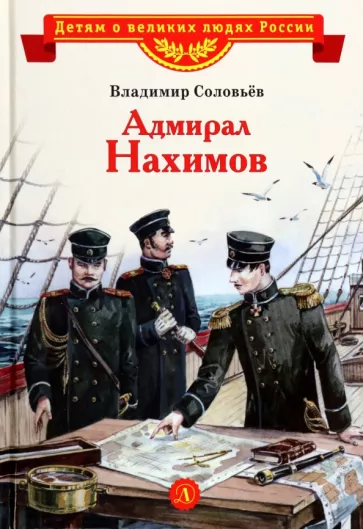 Детям о великих людях России
Владимир Соловьёв
Адмирал
Нахимов